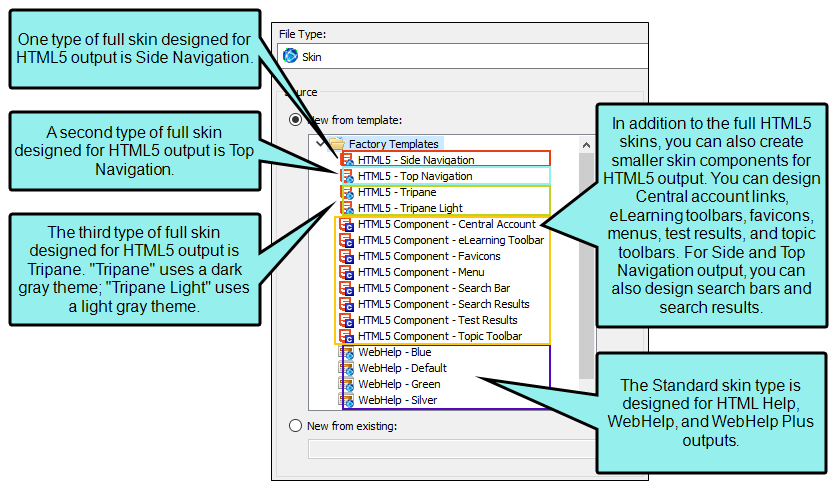 One type of full skin designed for
HTML5 output is Side Navigation.
A second type of full skin
designed for HTML5 output is Top
Navigation.
The third type of full skin
designed for HTML5 output is
Tripane. "Tripane" uses a dark
gray theme; "Tripane Light" uses
a light gray theme.
File Type:
Skin
Source
New from template:
Factory Templates
HTML5 - Side Navigation
HTML5 - Top Navigation
HTML5 - Tripane
HTML5 - Tripane Light
HTML5 Component - Central Account
HTML5 Component - eLearning Toolbar
HTML5 Component - Favicons
HTML5 Component - Menu
HTML5 Component - Search Bar
HTML5 Component - Search Results
HTML5 Component - Test Results
HTML5 Component - Topic Toolbar
WebHelp - Blue
WebHelp - Default
WebHelp - Green
WebHelp - Silver
New from existing:
In addition to the full HTML5
skins, you can also create
smaller skin components for
HTML5 output. You can design
Central account links,
eLearning toolbars, favicons,
menus, test results, and topic
toolbars. For Side and Top
Navigation output, you can
also design search bars and
search results.
The Standard skin type is
designed for HTML Help,
WebHelp, and WebHelp Plus
outputs.